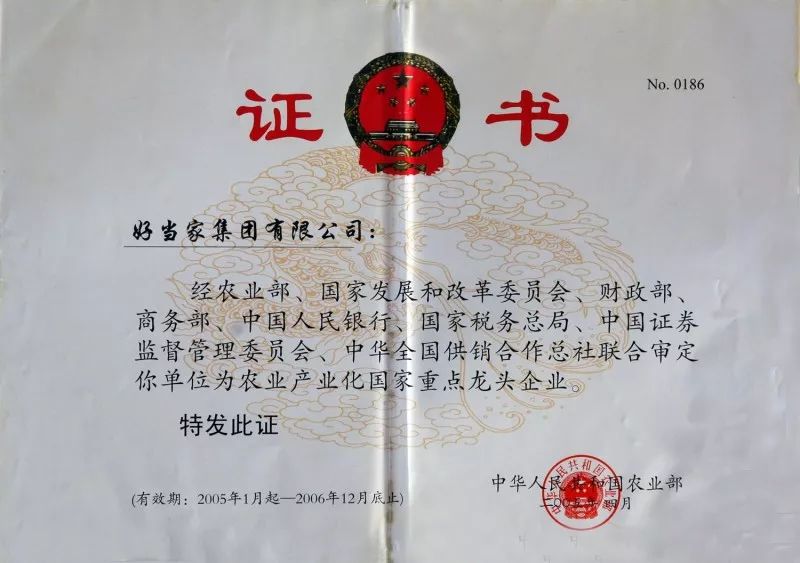 No. 0186
证书
好当家集团有限公司:
经农业部、国家发展和改革委员会、财政部、
商务部、中国人民银行、国家税务总局、中国证券
监督管理委员会、中华全国供销合作总社联合审定
你单位为农业产业化国家重点龙头企业。
特发此证
中华人民共和国农业部
(有效期: 2005年1月起—2006年12月底止)